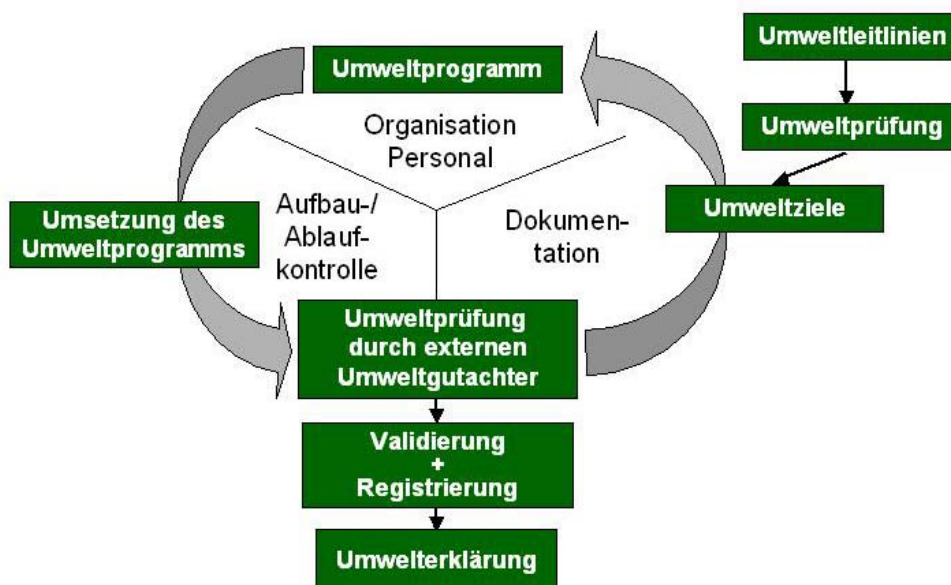 Umweltleitlinien
Umweltprogramm
Umweltprüfung
Organisation
Personal
Umweltziele
Umsetzung des
Umweltprogramms
Aufbau-/
Ablauf-
kontrolle
Dokumen-
tation
Umweltprüfung
durch externen
Umweltgutachter
Validierung
+
Registrierung
Umwelterklärung